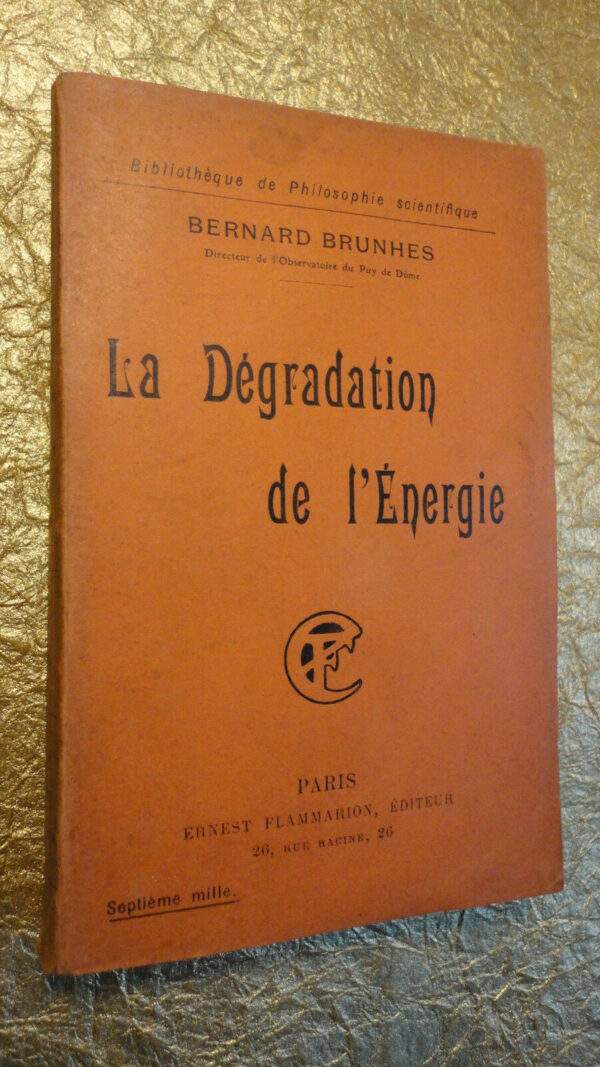 Bibliothèque de Philosophie scientifique
BERNARD BRUNHES
Directeur de l'Observatoire du Puy de Dôme
La Dégradation
de l'Énergie
PARIS
ERNEST FLAMMARION, ÉDITEUR
26, RUE RACINE, 26
Septième mille.